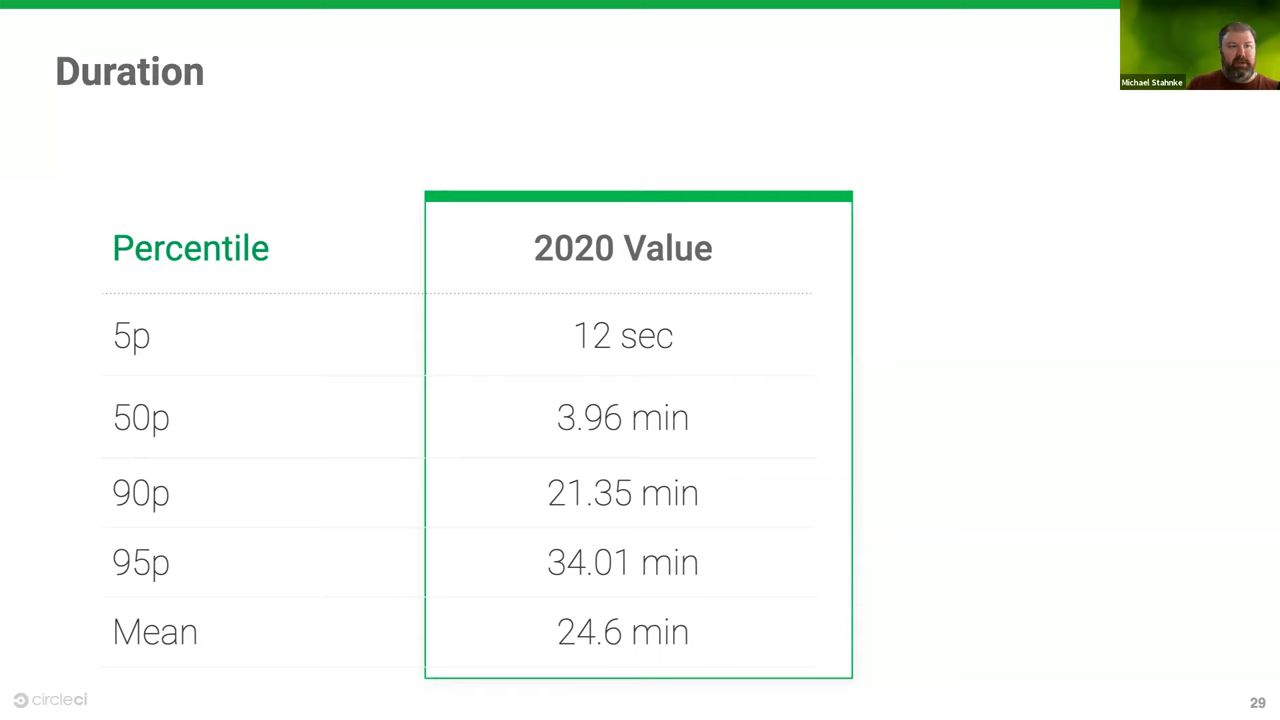 Duration
Michael Stahnke
Percentile 2020 Value
5p 12 sec
50p 3.96 min
90p 21.35 min
95p 34.01 min
Mean 24.6 min
circleci
29